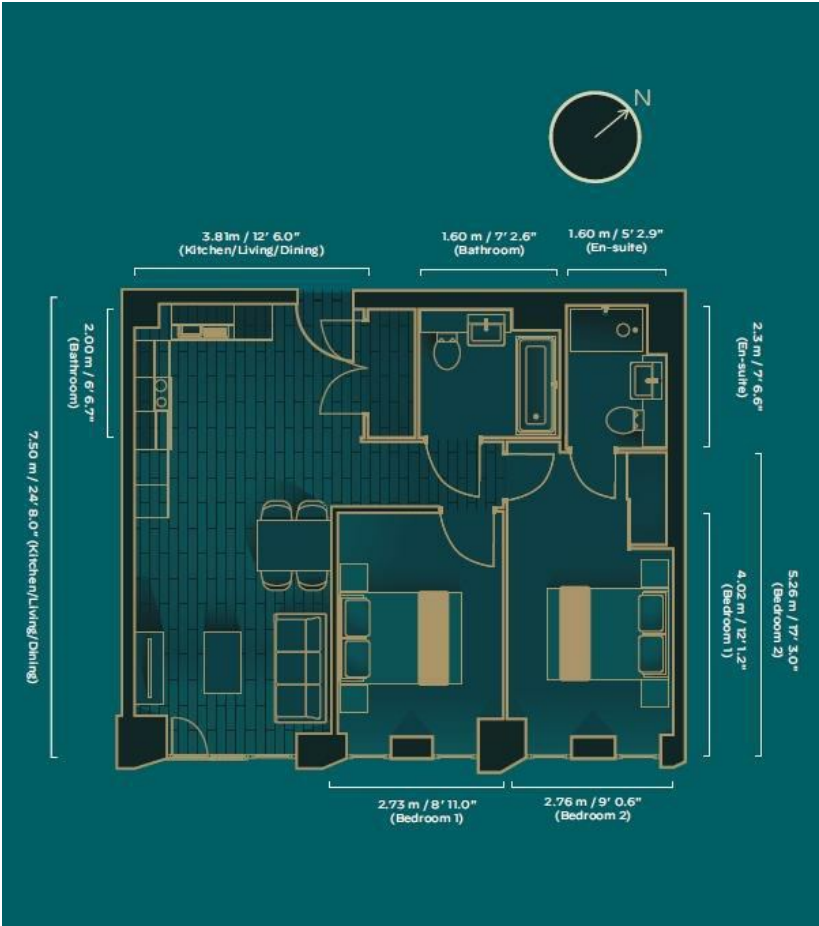 N
3.81m / 12' 6.0"
(Kitchen/Living/Dining)
1.60 m / 7' 2.6"
(Bathroom)
1.60 m / 5' 2.9"
(En-suite)
2.00 m / 6' 6.7"
(Bathroom)
7.50 m / 24' 8.0" (Kitchen/Living/Dining)
2.3 m / 7' 6.6"
(En-suite)
4.02 m / 12' 1.2"
(Bedroom 1)
5.26 m / 17' 3.0"
(Bedroom 2)
2.73 m / 8' 11.0"
(Bedroom 1)
2.76 m / 9' 0.6"
(Bedroom 2)